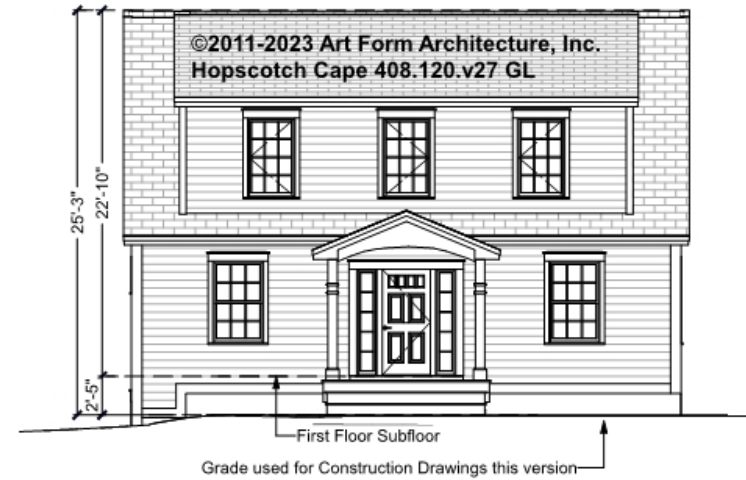 ©2011-2023 Art Form Architecture, Inc.
Hopscotch Cape 408.120.v27 GL
25'-3"
22'-10"
2'-5"
First Floor Subfloor
Grade used for Construction Drawings this version